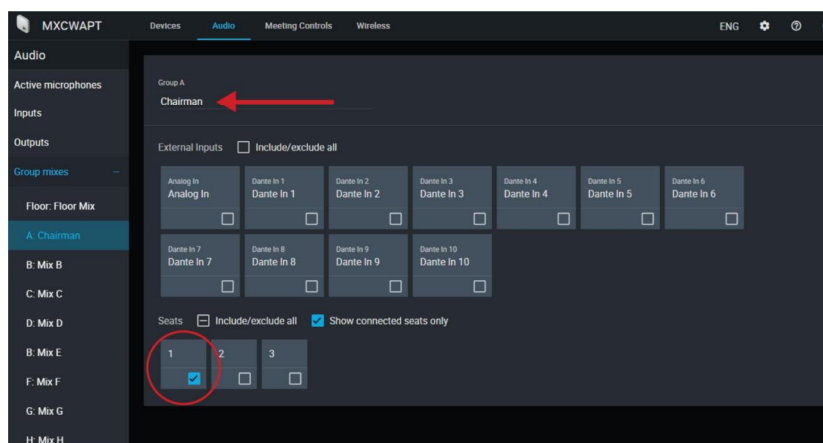 MXCWAPT
Devices Audio Meeting Controls Wireless ENG
Audio
Active microphones
Inputs
Outputs
Group mixes
Floor: Floor Mix
A: Chairman
B: Mix B
C: Mix C
D: Mix D
B: Mix E
F: Mix F
G: Mix G
H: Mix H
Group A
Chairman
External Inputs Include/exclude all
Analog In Dante In 1 Dante In 2 Dante In 3 Dante In 4 Dante In 5 Dante In 6
Analog In Dante In 1 Dante In 2 Dante In 3 Dante In 4 Dante In 5 Dante In 6
Dante In 7 Dante In 8 Dante In 9 Dante In 10
Dante In 7 Dante In 8 Dante In 9 Dante In 10
Seats Include/exclude all Show connected seats only
1 2 3